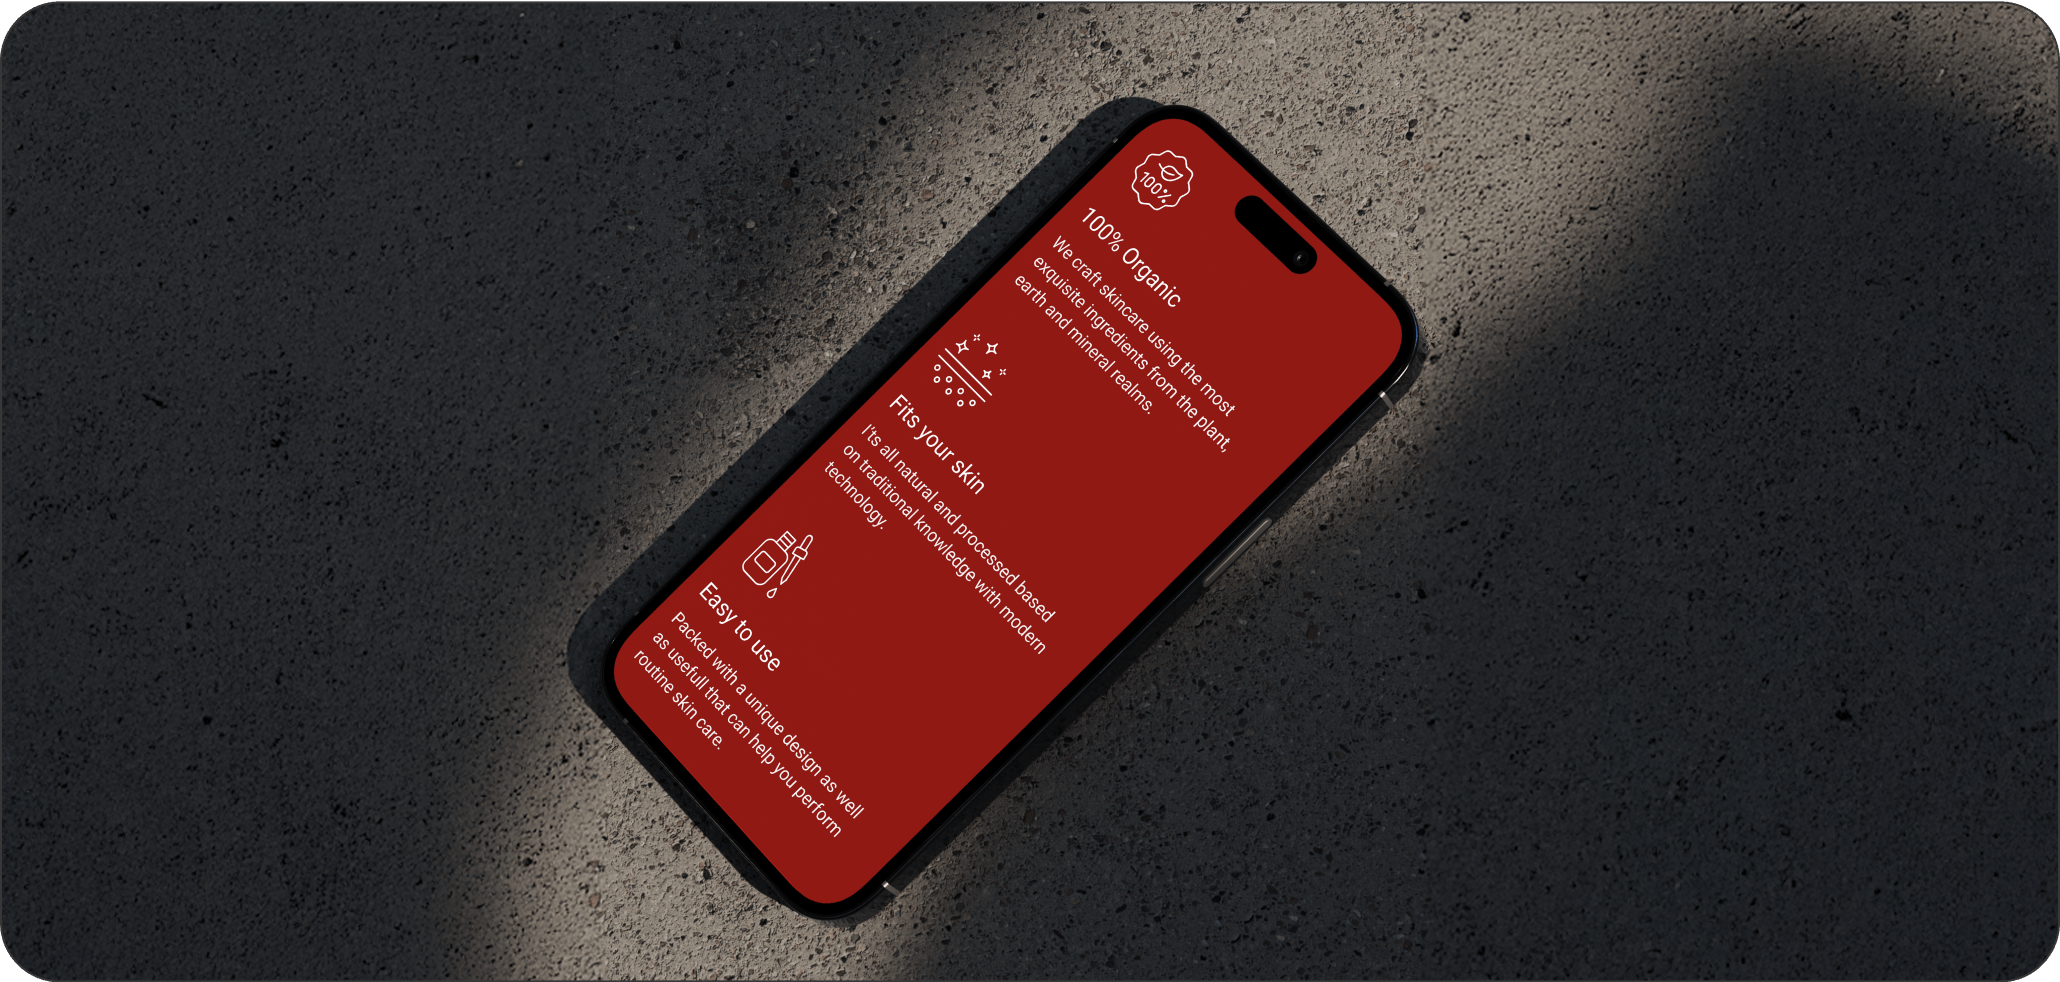 100%
100% Organic
We craft skincare using the most
exquisite ingredients from the plant,
earth and mineral realms.
Fits your skin
I'ts all natural and processed based
on traditional knowledge with modern
technology.
Easy to use
Packed with a unique design as well
as usefull that can help you perform
routine skin care.